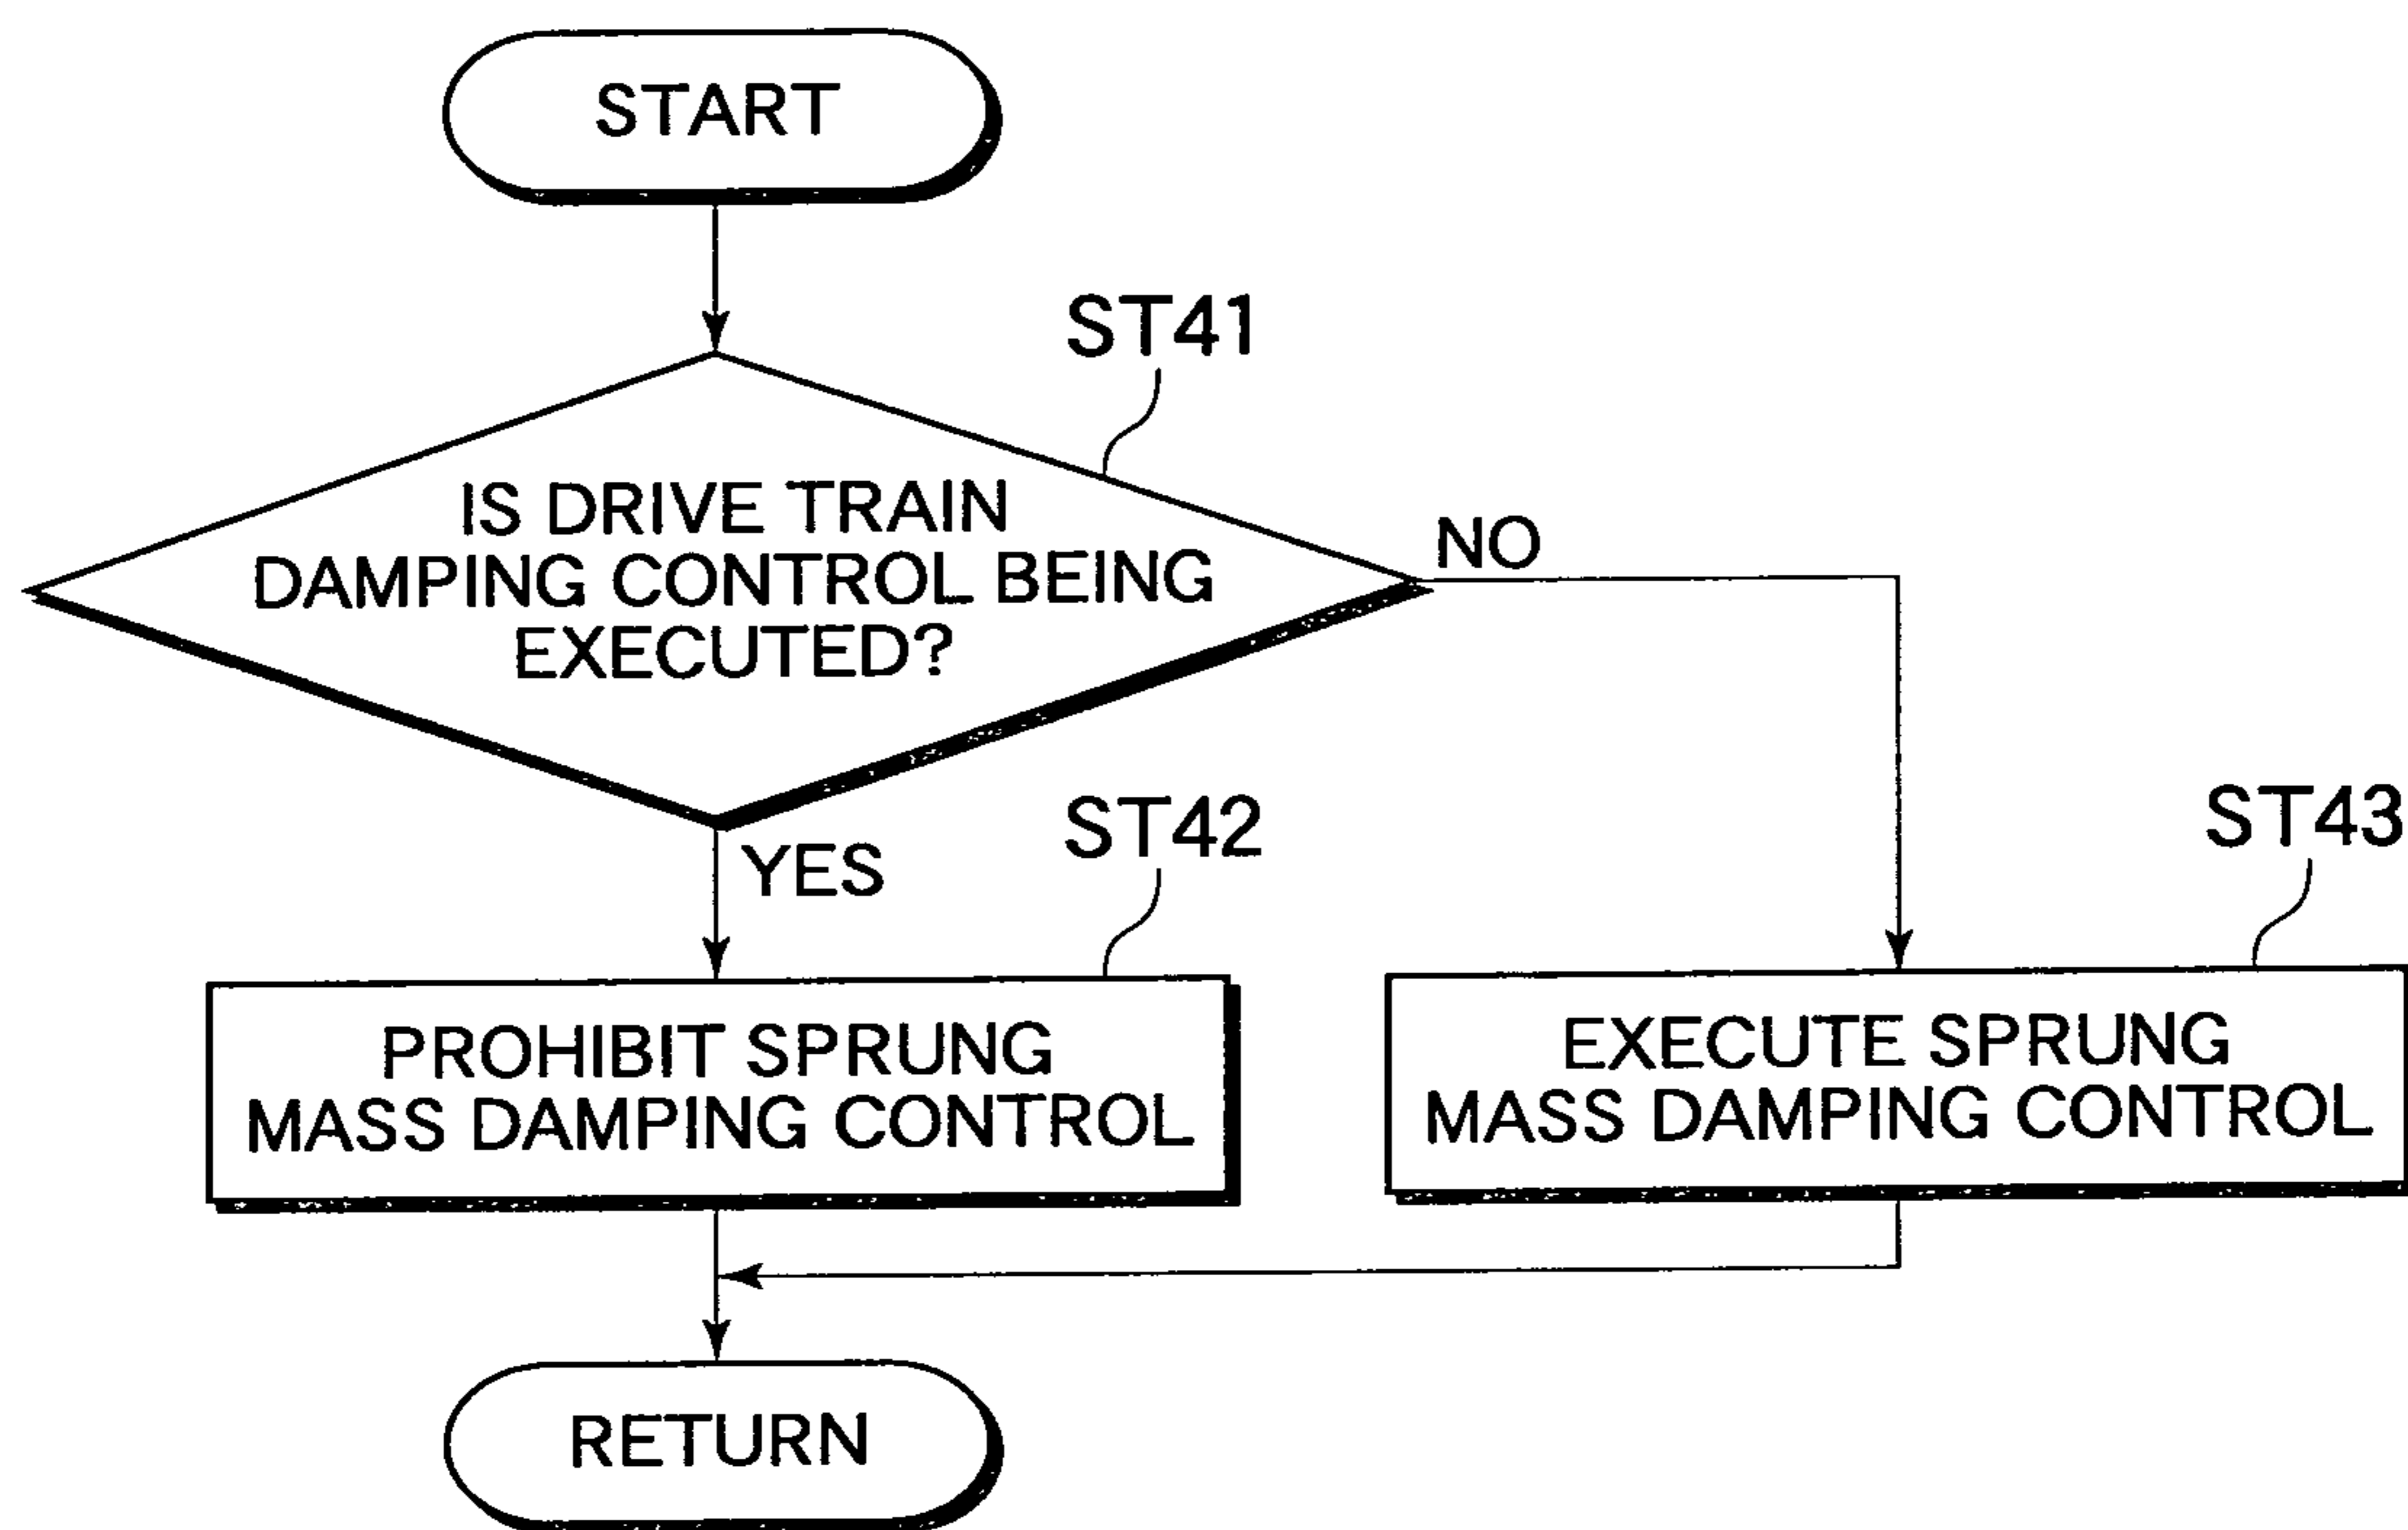 START
ST41
IS DRIVE TRAIN
DAMPING CONTROL BEING
EXECUTED?
NO
YES
ST42
PROHIBIT SPRUNG
MASS DAMPING CONTROL
ST43
EXECUTE SPRUNG
MASS DAMPING CONTROL
RETURN